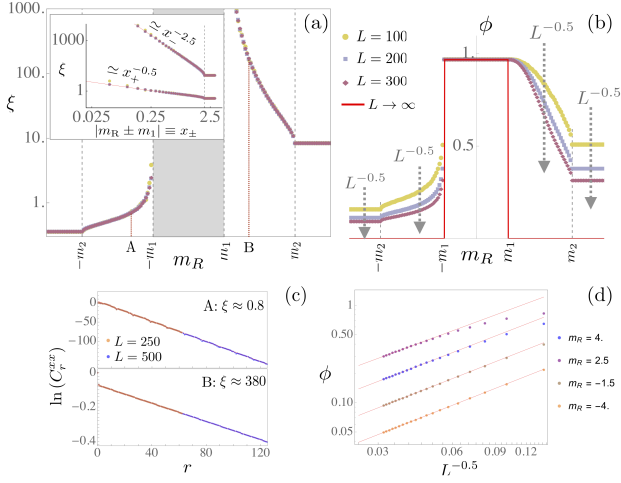 (a)
1000
100.
10.
1.
ξ
1000
ξ
1
≃ x₋^-2.5
≃ x₊^-0.5
0.025 0.25 2.5
|m_R ± m_1| ≡ x_±
-m_2 A -m_1 m_R m_1 B m_2
(b)
ϕ
L = 100
L = 200
L = 300
L → ∞
1.
0.5
L^-0.5
L^-0.5
L^-0.5
L^-0.5
-m_2 -m_1 m_R m_1 m_2
(c)
A: ξ ≈ 0.8
0
-50
-100
L = 250
L = 500
ln (C_r^xx)
B: ξ ≈ 380
0
-0.2
-0.4
0 40 80 120
r
(d)
1
0.50
0.10
0.05
ϕ
0.03 0.06 0.12
L^-0.5
m_R = 4.
m_R = 2.5
m_R = -1.5
m_R = -4.